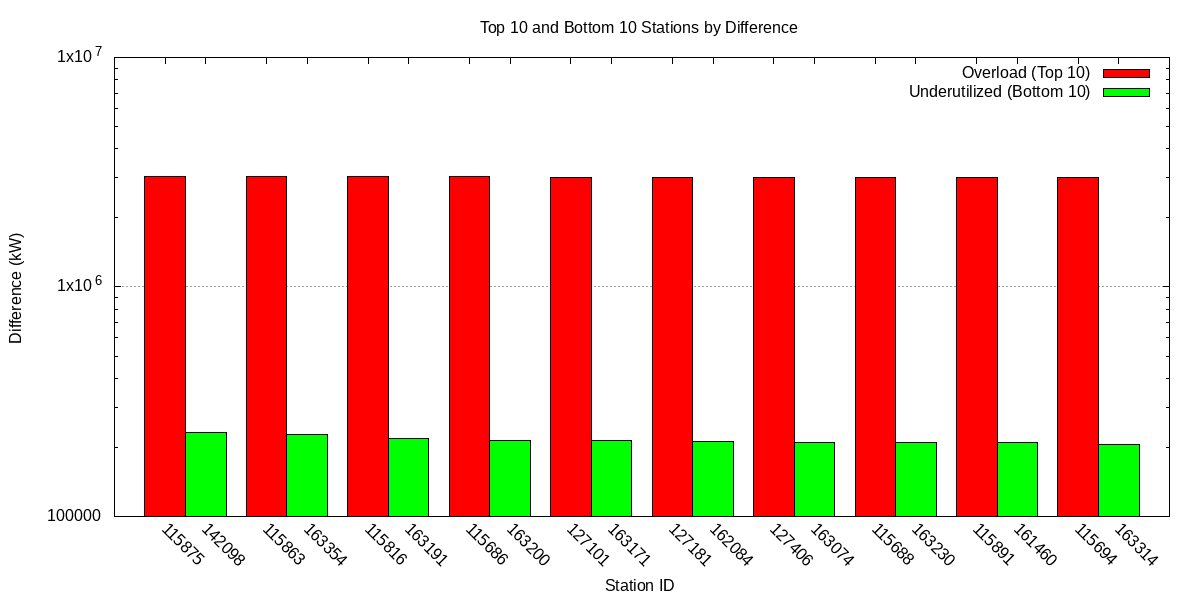 Top 10 and Bottom 10 Stations by Difference
1x10^7
Overload (Top 10)
Underutilized (Bottom 10)
Difference (kW)
1x10^6
100000
115875 142098 115863 163354 115816 163191 115686 163200 127101 163171 127181 162084 127406 163074 115688 163230 115891 161460 115694 163314
Station ID